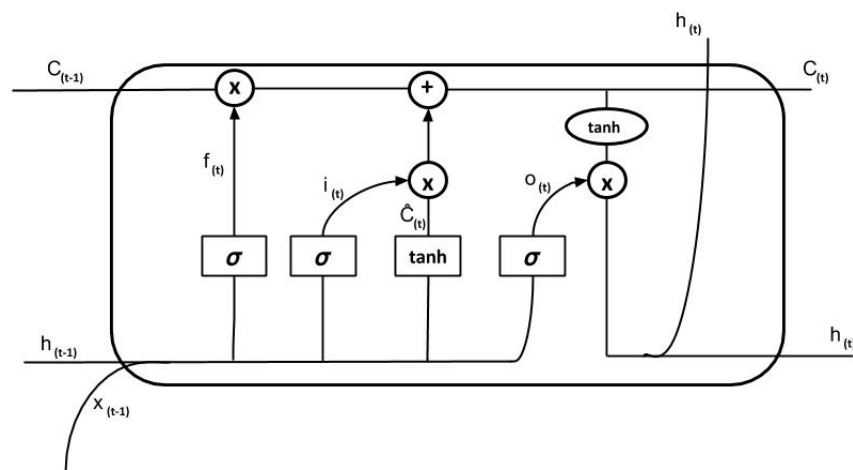 h(t)
C(t-1)
C(t)
x
+
tanh
f(t)
i(t)
x
o(t)
x
Ĉ(t)
σ
σ
tanh
σ
h(t-1)
h(t
x(t-1)